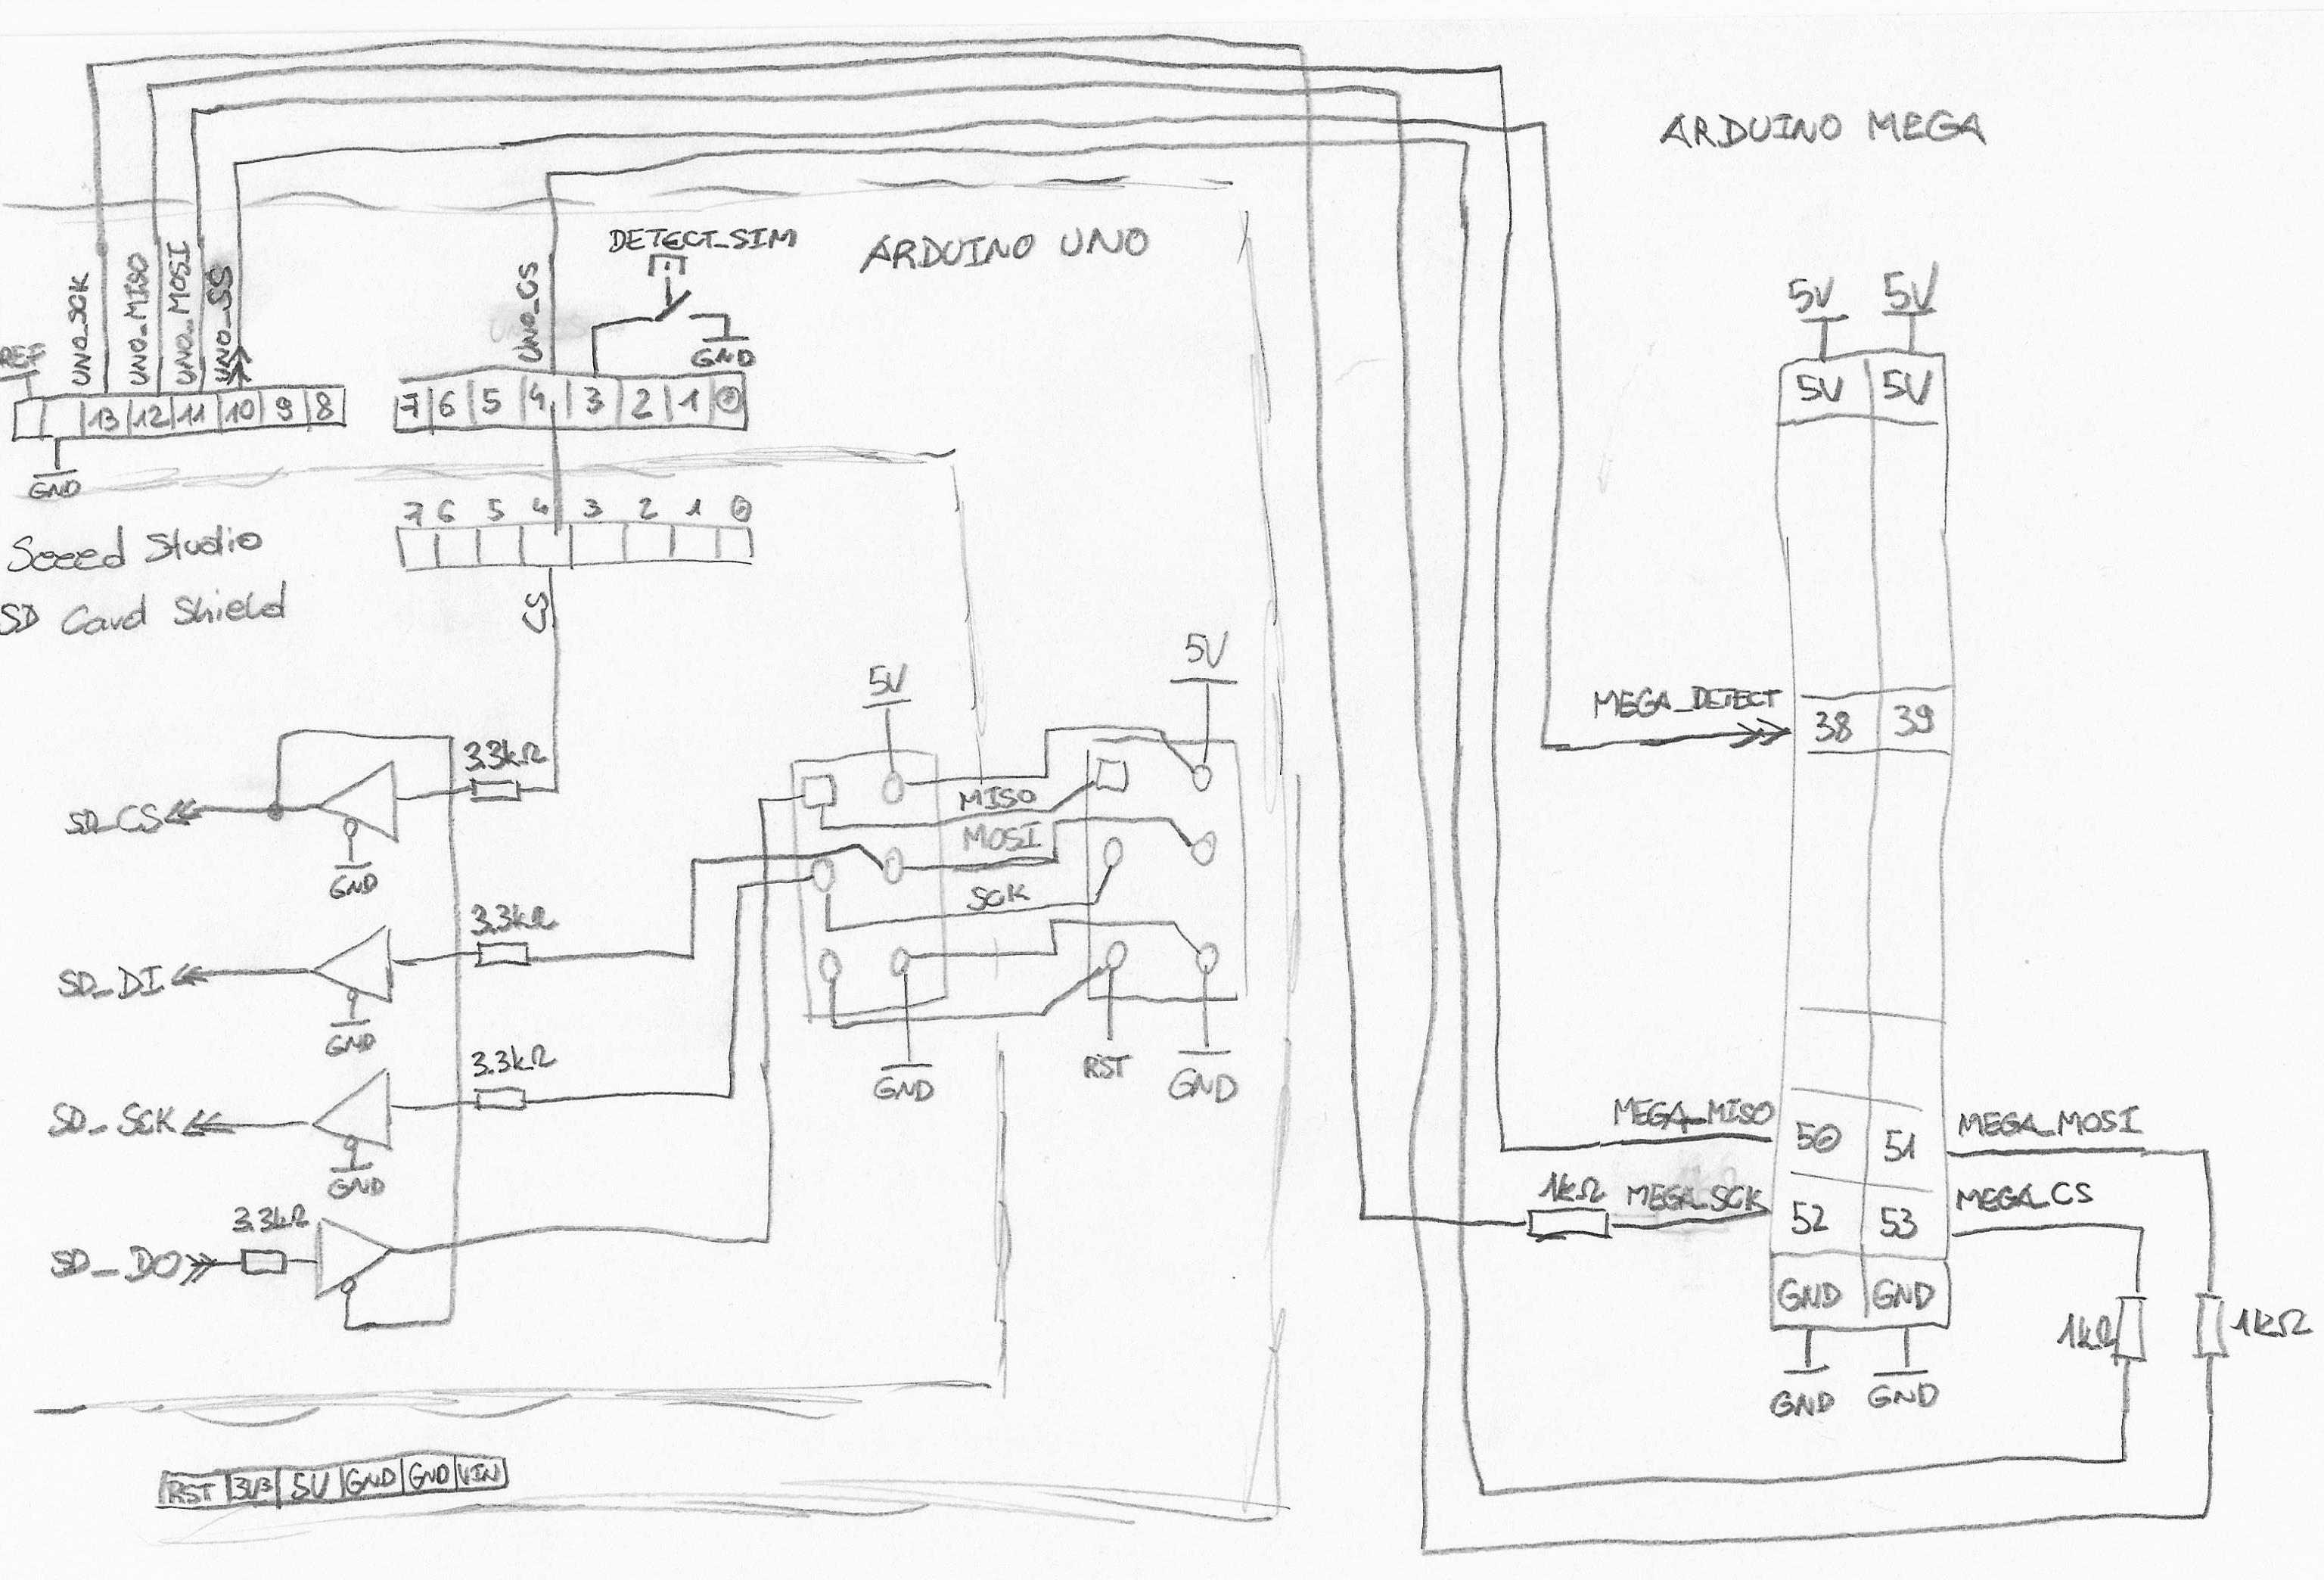 ARDUINO MEGA
DETECT_SIM
ARDUINO UNO
UNO_SCK
UNO_MISO
UNO_MOSI
UNO_SS
UNO_CS
GND
5V 5V
REF
13 12 11 10 9 8
7 6 5 4 3 2 1 0
5V 5V
GND
7 6 5 4 3 2 1 0
Seeed Studio
SD Card Shield
CS
5V
5V
MEGA_DETECT
38 39
3.3kΩ
SD_CS
MISO
MOSI
GND
SCK
3.3kΩ
SD_DI
GND
3.3kΩ
GND
RST
GND
SD_SCK
GND
MEGA_MISO
50 51
MEGA_MOSI
1kΩ
MEGA_SCK
52 53
MEGA_CS
3.3kΩ
SD_DO
GND GND
1kΩ
1kΩ
GND GND
RST 3V3 5V GND GND VIN